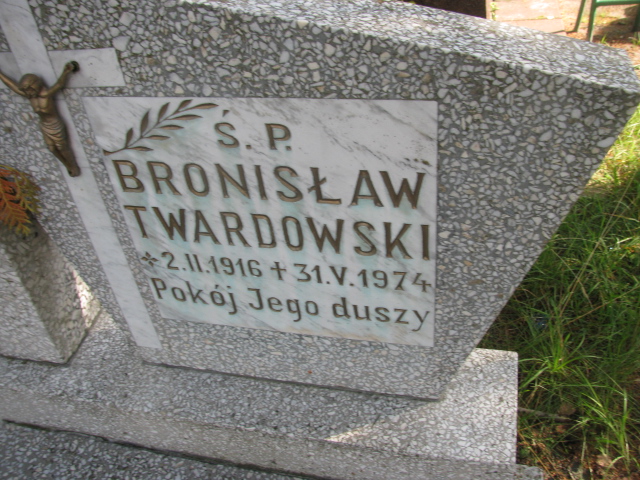 Ś. P.
BRONISŁAW
TWARDOWSKI
* 2.II.1916 + 31.V.1974
Pokój Jego duszy